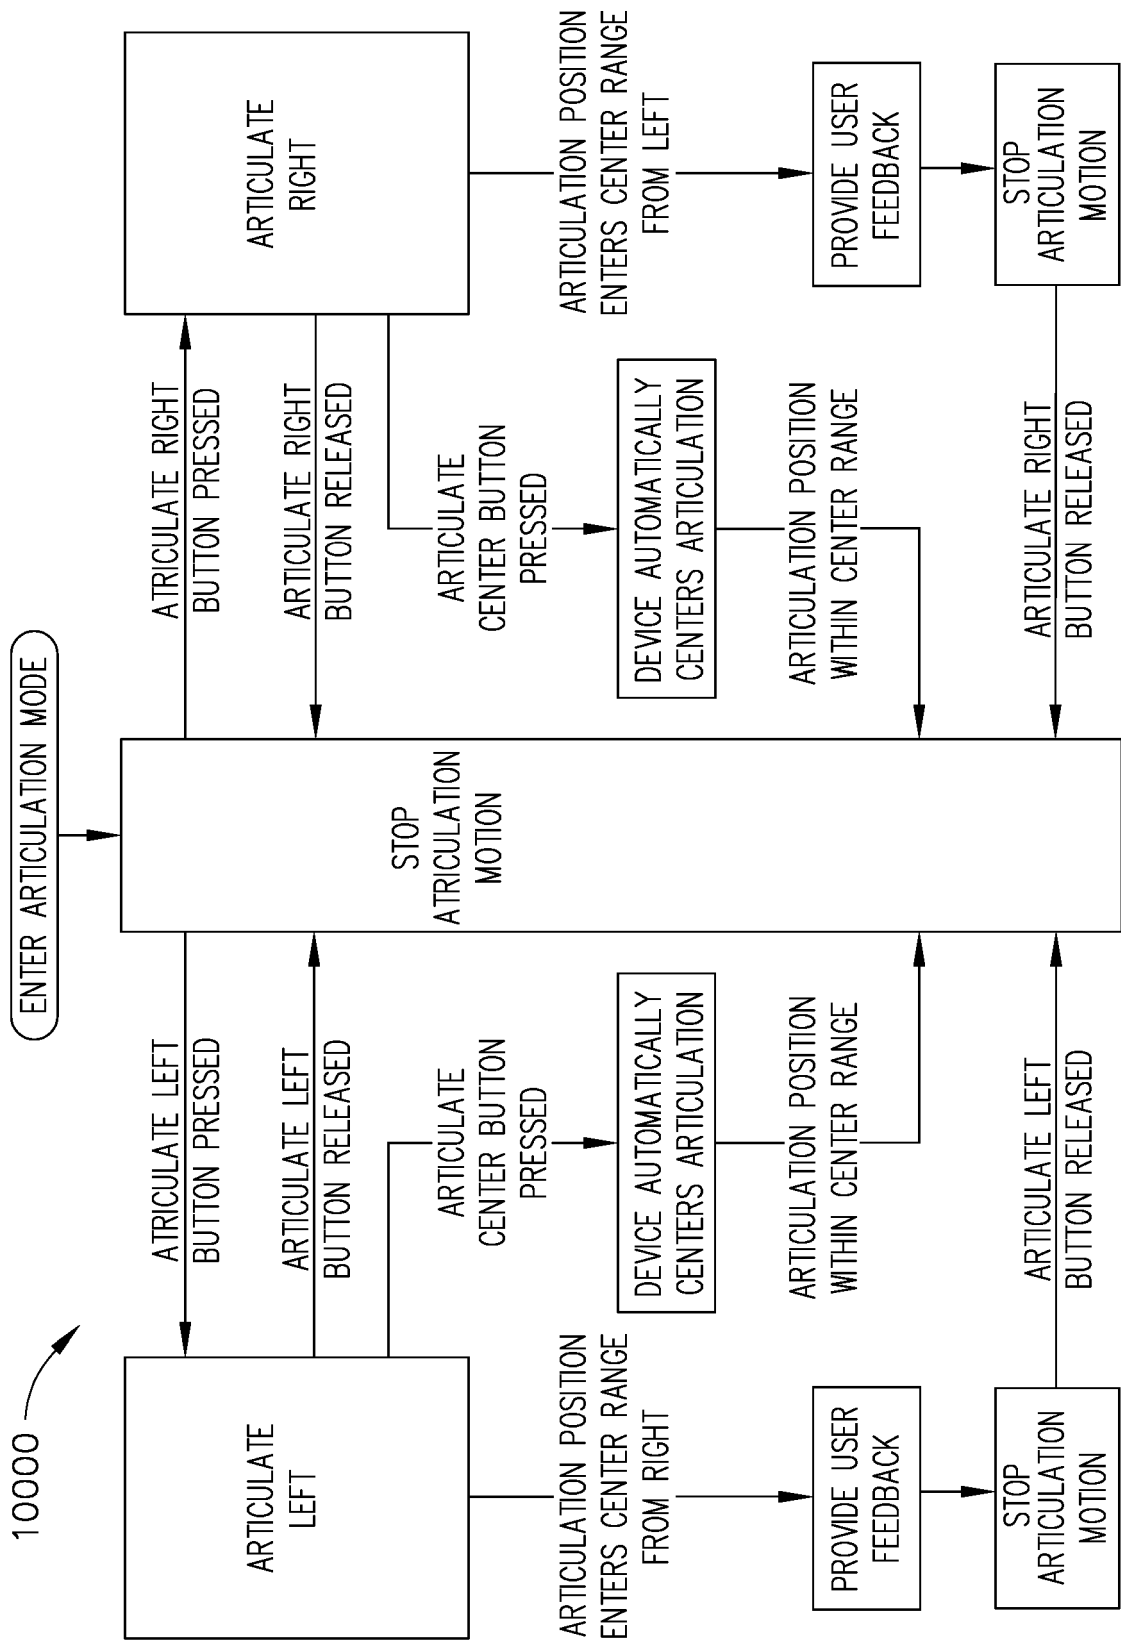 10000
ENTER ARTICULATION MODE
ATRICULATE LEFT
BUTTON PRESSED
ATRICULATE RIGHT
BUTTON PRESSED
ARTICULATE
LEFT
ARTICULATE LEFT
BUTTON RELEASED
STOP
ATRICULATION
MOTION
ARTICULATE RIGHT
BUTTON RELEASED
ARTICULATE
RIGHT
ARTICULATE
CENTER BUTTON
PRESSED
ARTICULATE
CENTER BUTTON
PRESSED
ARTICULATION POSITION
ENTERS CENTER RANGE
FROM RIGHT
DEVICE AUTOMATICALLY
CENTERS ARTICULATION
DEVICE AUTOMATICALLY
CENTERS ARTICULATION
ARTICULATION POSITION
ENTERS CENTER RANGE
FROM LEFT
PROVIDE USER
FEEDBACK
ARTICULATION POSITION
WITHIN CENTER RANGE
ARTICULATION POSITION
WITHIN CENTER RANGE
PROVIDE USER
FEEDBACK
STOP
ARTICULATION
MOTION
ARTICULATE LEFT
BUTTON RELEASED
ARTICULATE RIGHT
BUTTON RELEASED
STOP
ARTICULATION
MOTION